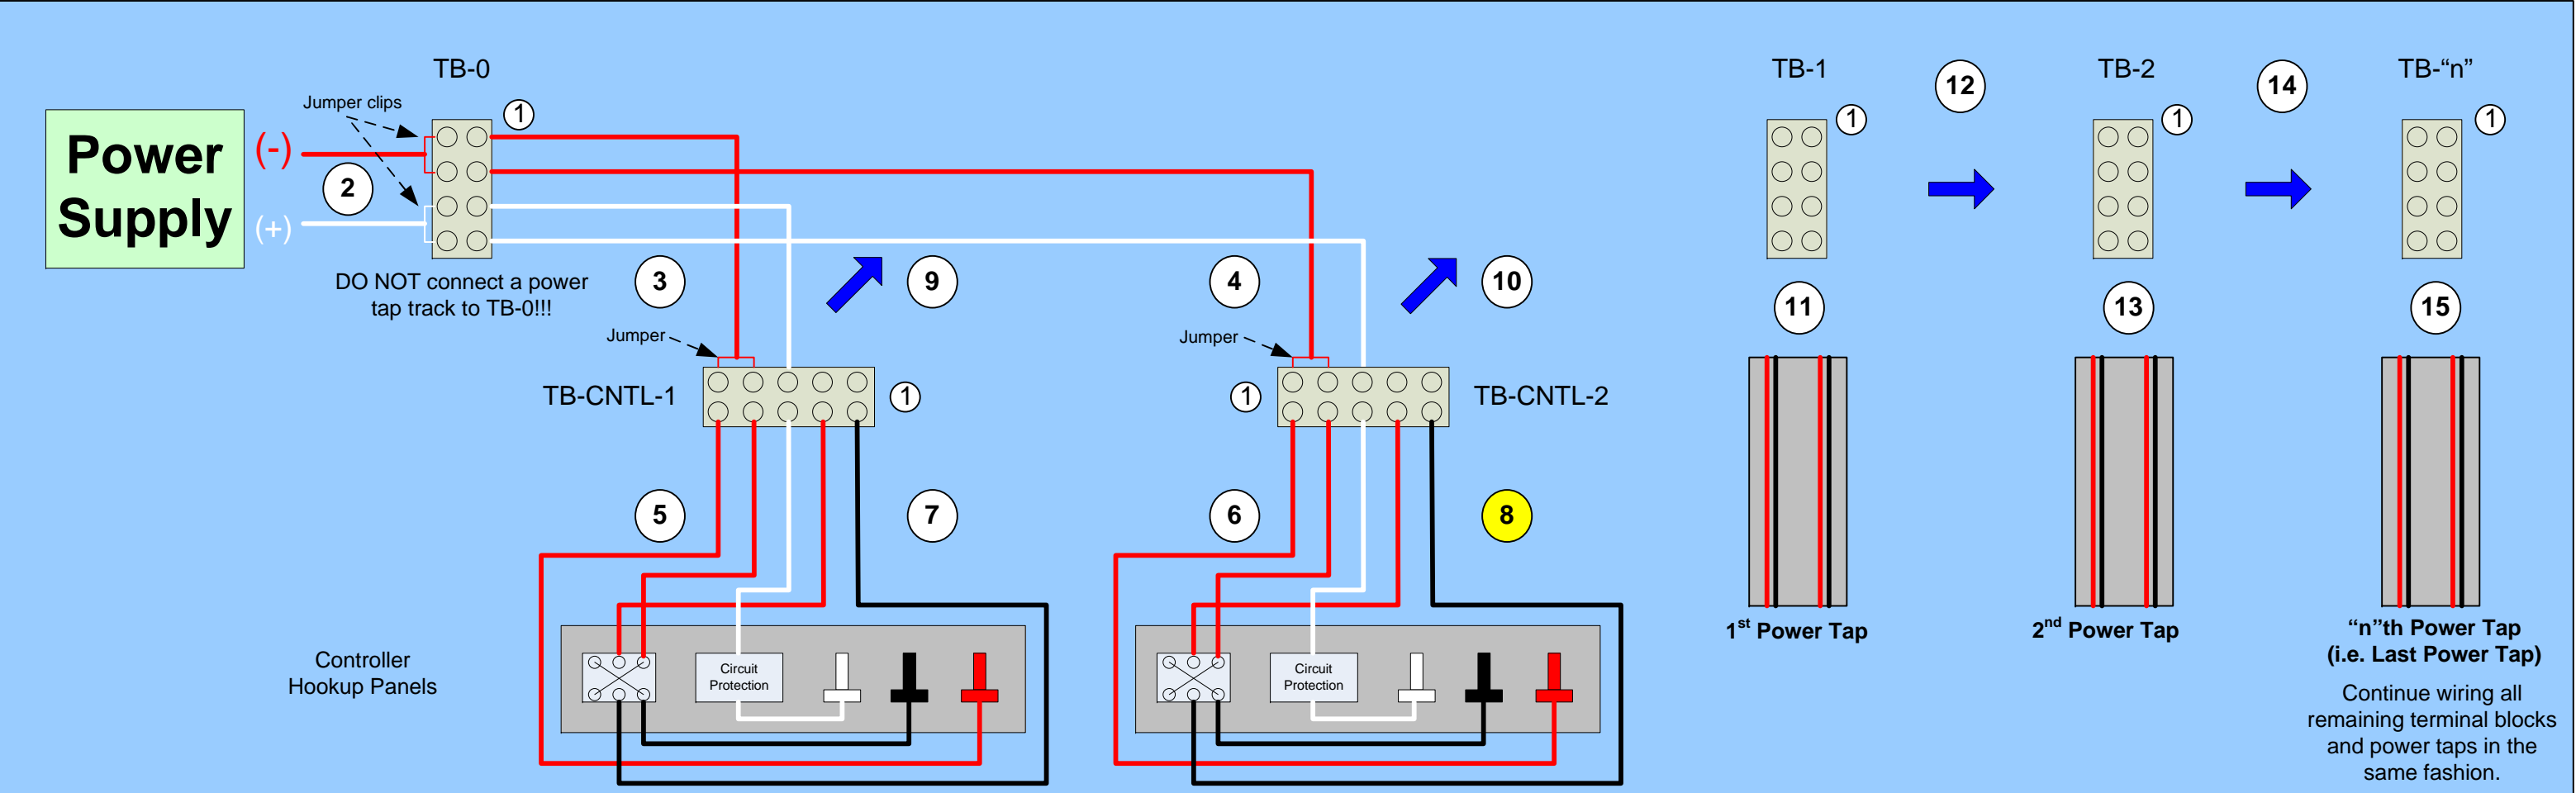 TB-0
Jumper clips
1
Power
Supply
(-)
2
(+)
DO NOT connect a power
tap track to TB-0!!!
3
9
4
10
Jumper
Jumper
TB-CNTL-1
1
1
TB-CNTL-2
5
7
6
8
Controller
Hookup Panels
Circuit
Protection
Circuit
Protection
TB-1
12
TB-2
14
TB-“n”
1
1
1
11
13
15
1st Power Tap
2nd Power Tap
“n”th Power Tap
(i.e. Last Power Tap)
Continue wiring all
remaining terminal blocks
and power taps in the
same fashion.